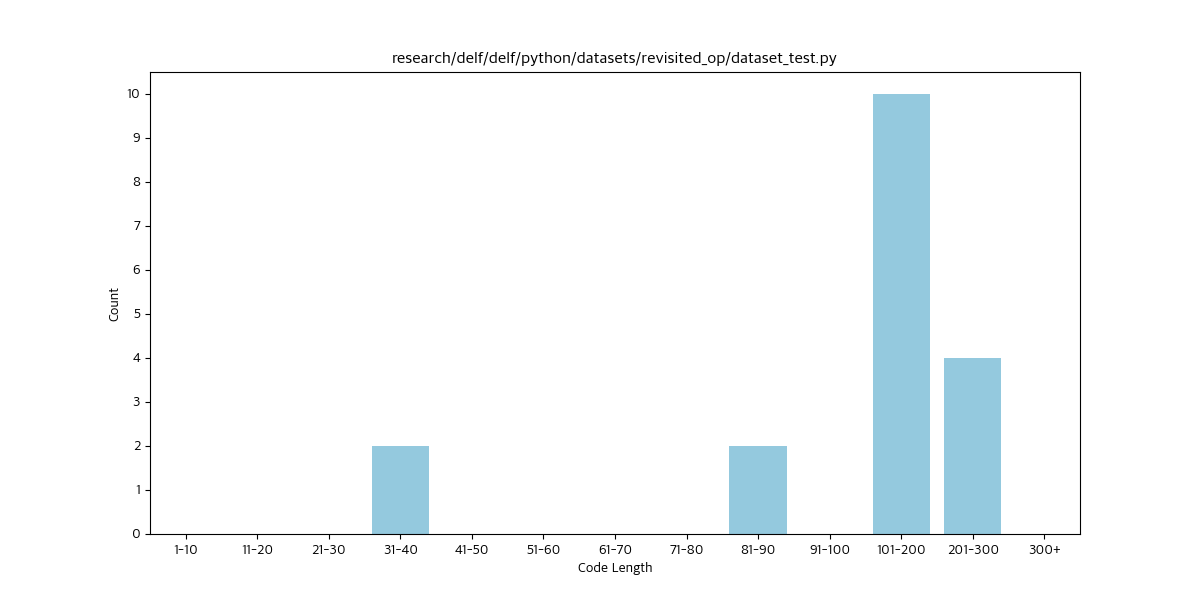 research/delf/delf/python/datasets/revisited_op/dataset_test.py
10
9
8
7
6
5
4
3
2
1
0
Count
1-10 11-20 21-30 31-40 41-50 51-60 61-70 71-80 81-90 91-100 101-200 201-300 300+
Code Length